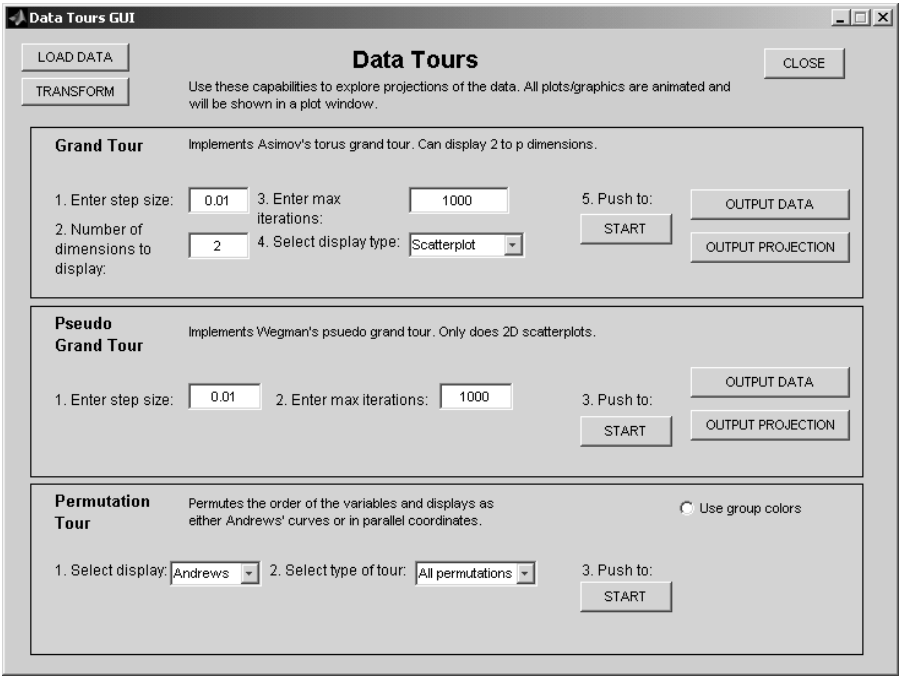 Data Tours GUI
LOAD DATA
Data Tours
CLOSE
TRANSFORM
Use these capabilities to explore projections of the data. All plots/graphics are animated and
will be shown in a plot window.
Grand Tour
Implements Asimov's torus grand tour. Can display 2 to p dimensions.
1. Enter step size:
0.01
3. Enter max
iterations:
1000
5. Push to:
START
OUTPUT DATA
2. Number of
dimensions to
display:
2
4. Select display type:
Scatterplot
OUTPUT PROJECTION
Pseudo
Grand Tour
Implements Wegman's psuedo grand tour. Only does 2D scatterplots.
1. Enter step size:
0.01
2. Enter max iterations:
1000
3. Push to:
START
OUTPUT DATA
OUTPUT PROJECTION
Permutation
Tour
Permutes the order of the variables and displays as
either Andrews' curves or in parallel coordinates.
Use group colors
1. Select display:
Andrews
2. Select type of tour:
All permutations
3. Push to:
START